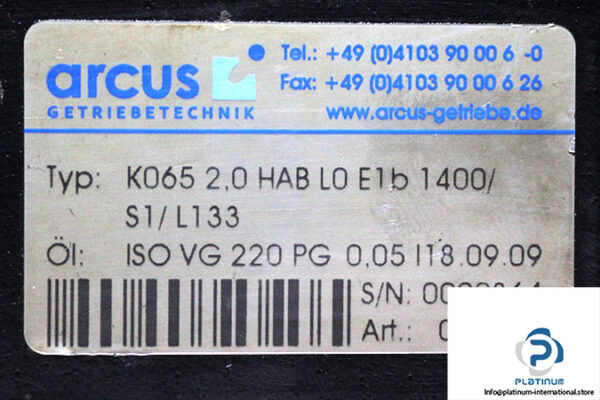 arcus
GETRIEBETECHNIK
Tel.: +49 (0)4103 90 00 6 -0
Fax: +49 (0)4103 90 00 6 26
www.arcus-getriebe.de
Typ: K065 2,0 HAB L0 E1b 1400/
S1/ L133
Öl: ISO VG 220 PG 0,05 l18.09.09
S/N:
Art.:
PLATINUM
Info@platinum-international.store